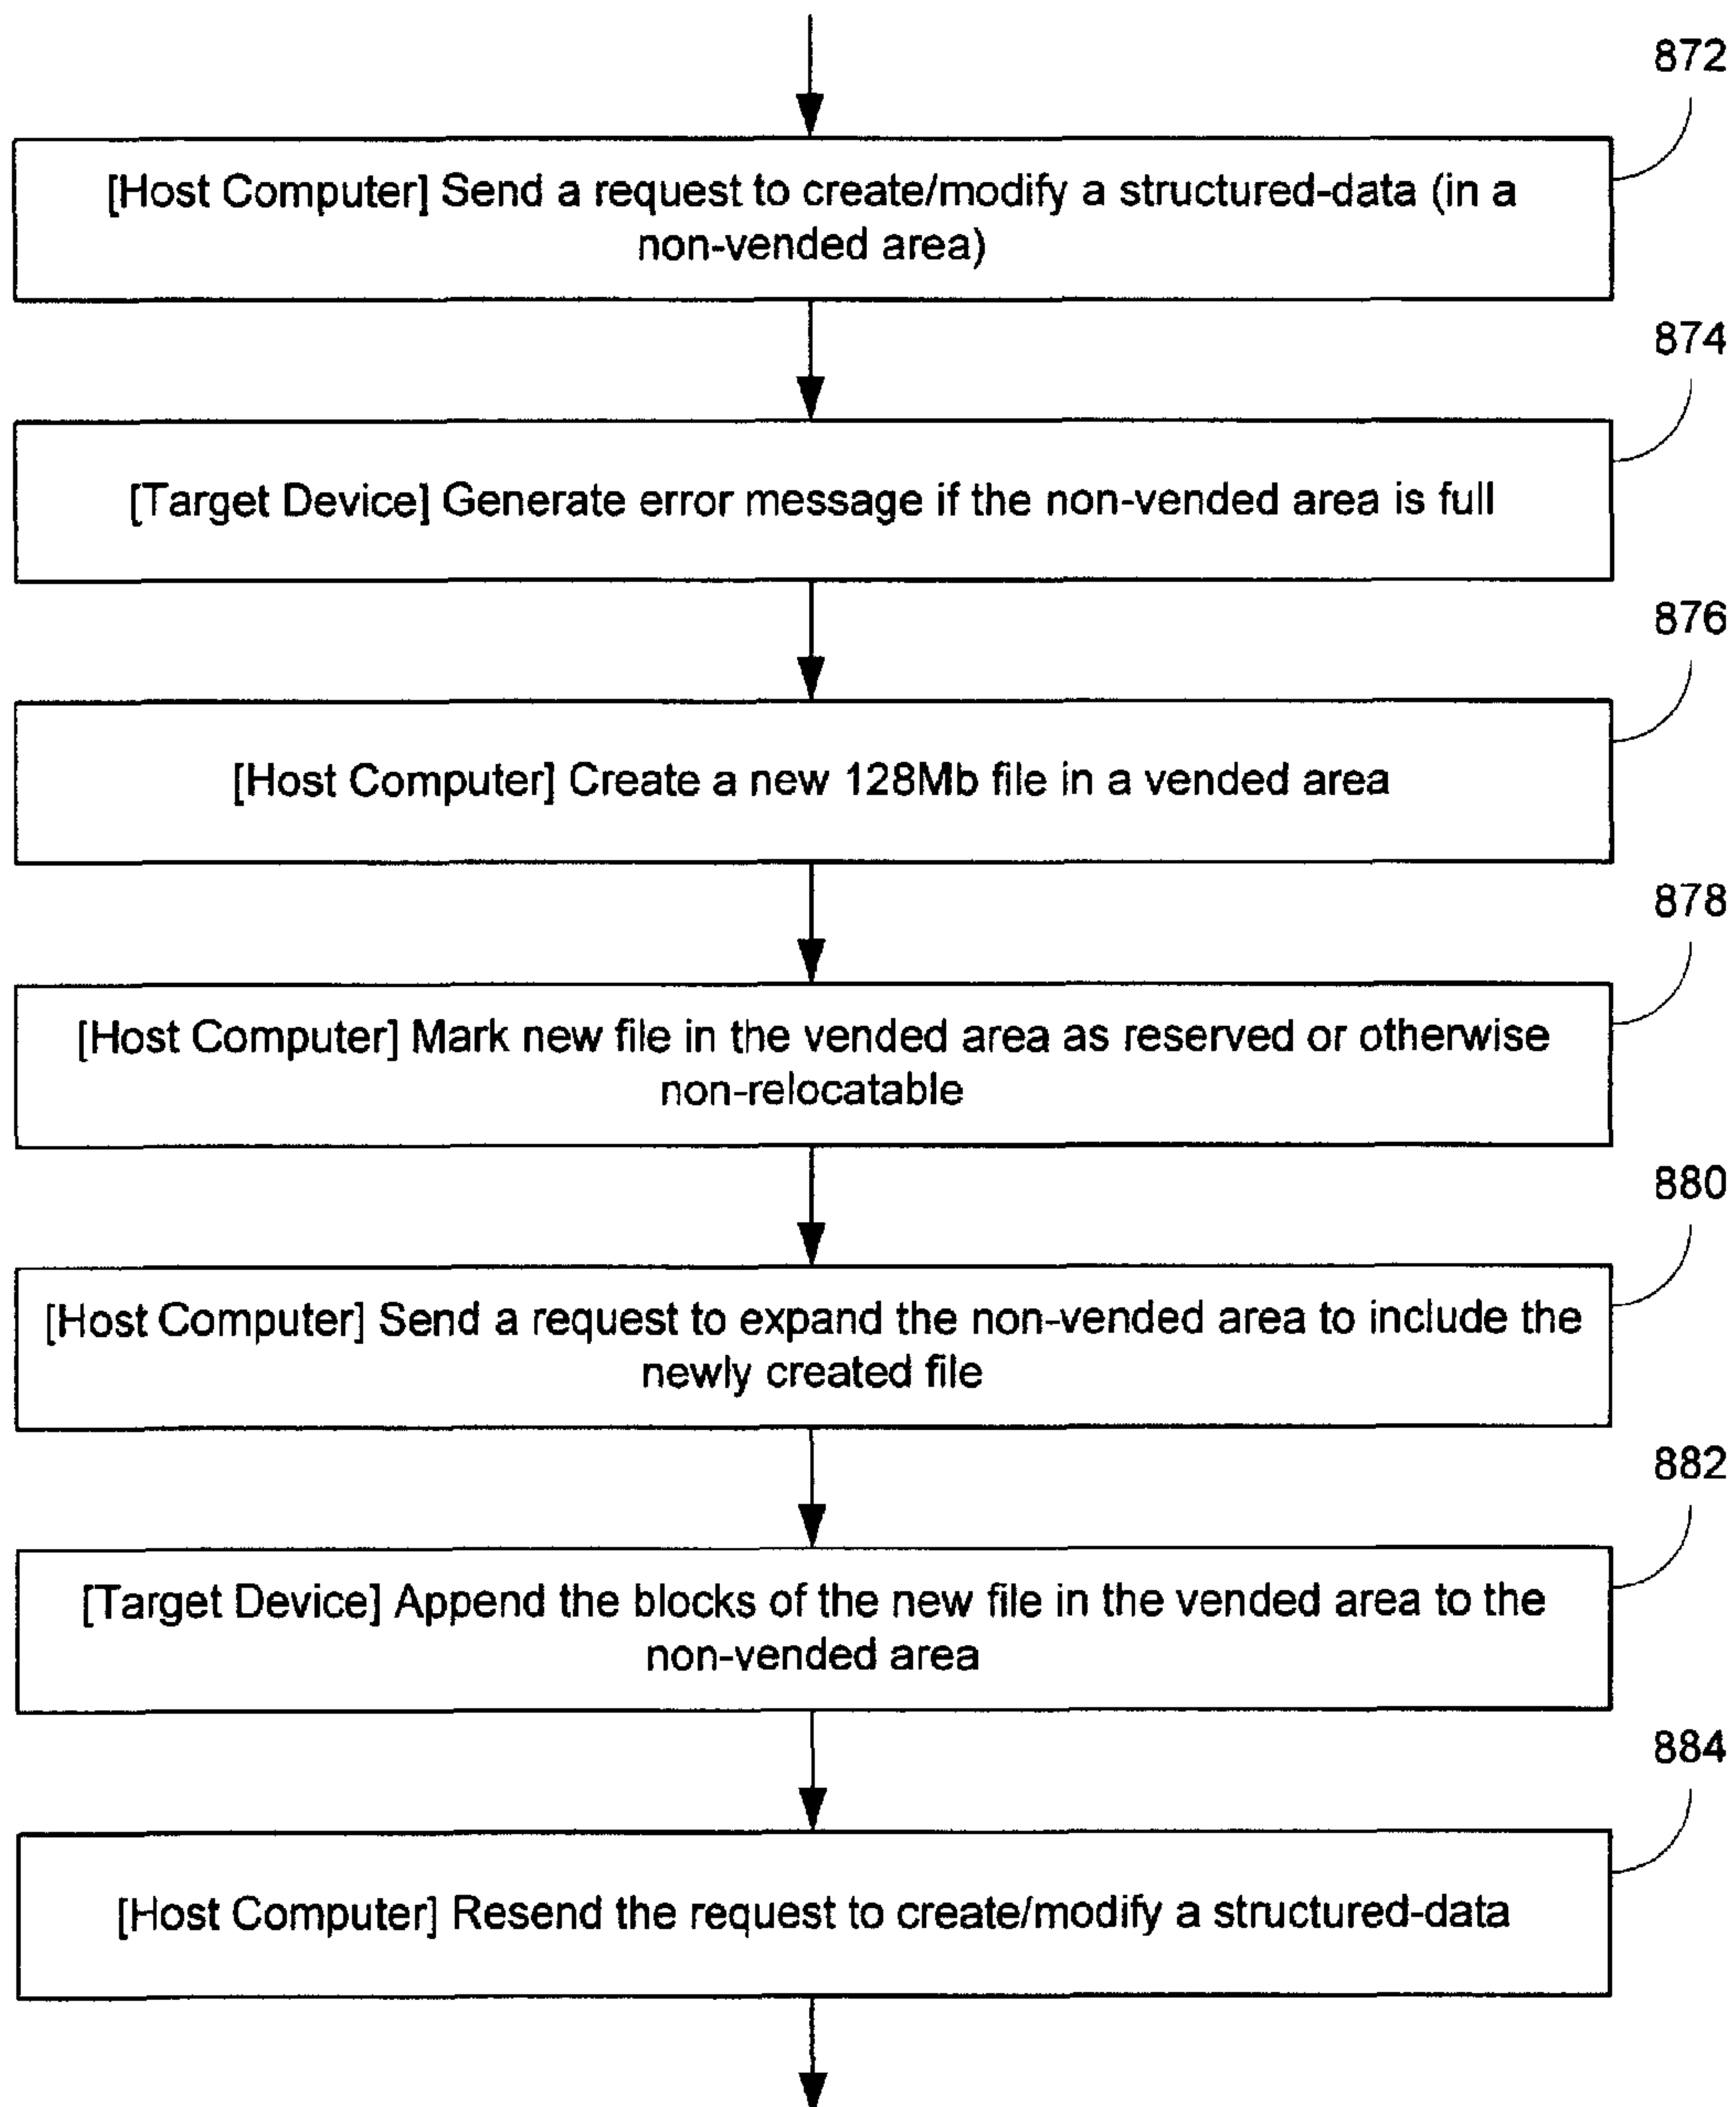 872
[Host Computer] Send a request to create/modify a structured-data (in a
non-vended area)
874
[Target Device] Generate error message if the non-vended area is full
876
[Host Computer] Create a new 128Mb file in a vended area
878
[Host Computer] Mark new file in the vended area as reserved or otherwise
non-relocatable
880
[Host Computer] Send a request to expand the non-vended area to include the
newly created file
882
[Target Device] Append the blocks of the new file in the vended area to the
non-vended area
884
[Host Computer] Resend the request to create/modify a structured-data